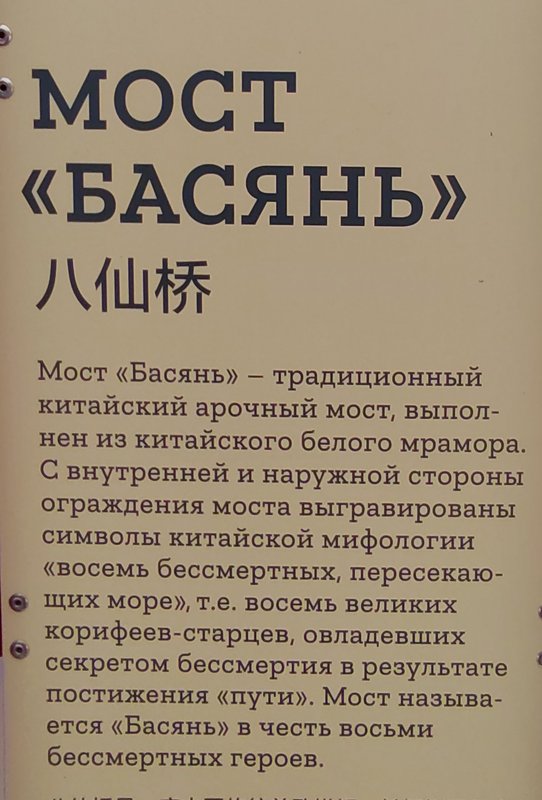 МОСТ
«БАСЯНЬ»
八仙桥
Мост «Басянь» – традиционный
китайский арочный мост, выпол-
нен из китайского белого мрамора.
С внутренней и наружной стороны
ограждения моста выгравированы
символы китайской мифологии
«восемь бессмертных, пересекаю-
щих море», т.е. восемь великих
корифеев-старцев, овладевших
секретом бессмертия в результате
постижения «пути». Мост называ-
ется «Басянь» в честь восьми
бессмертных героев.